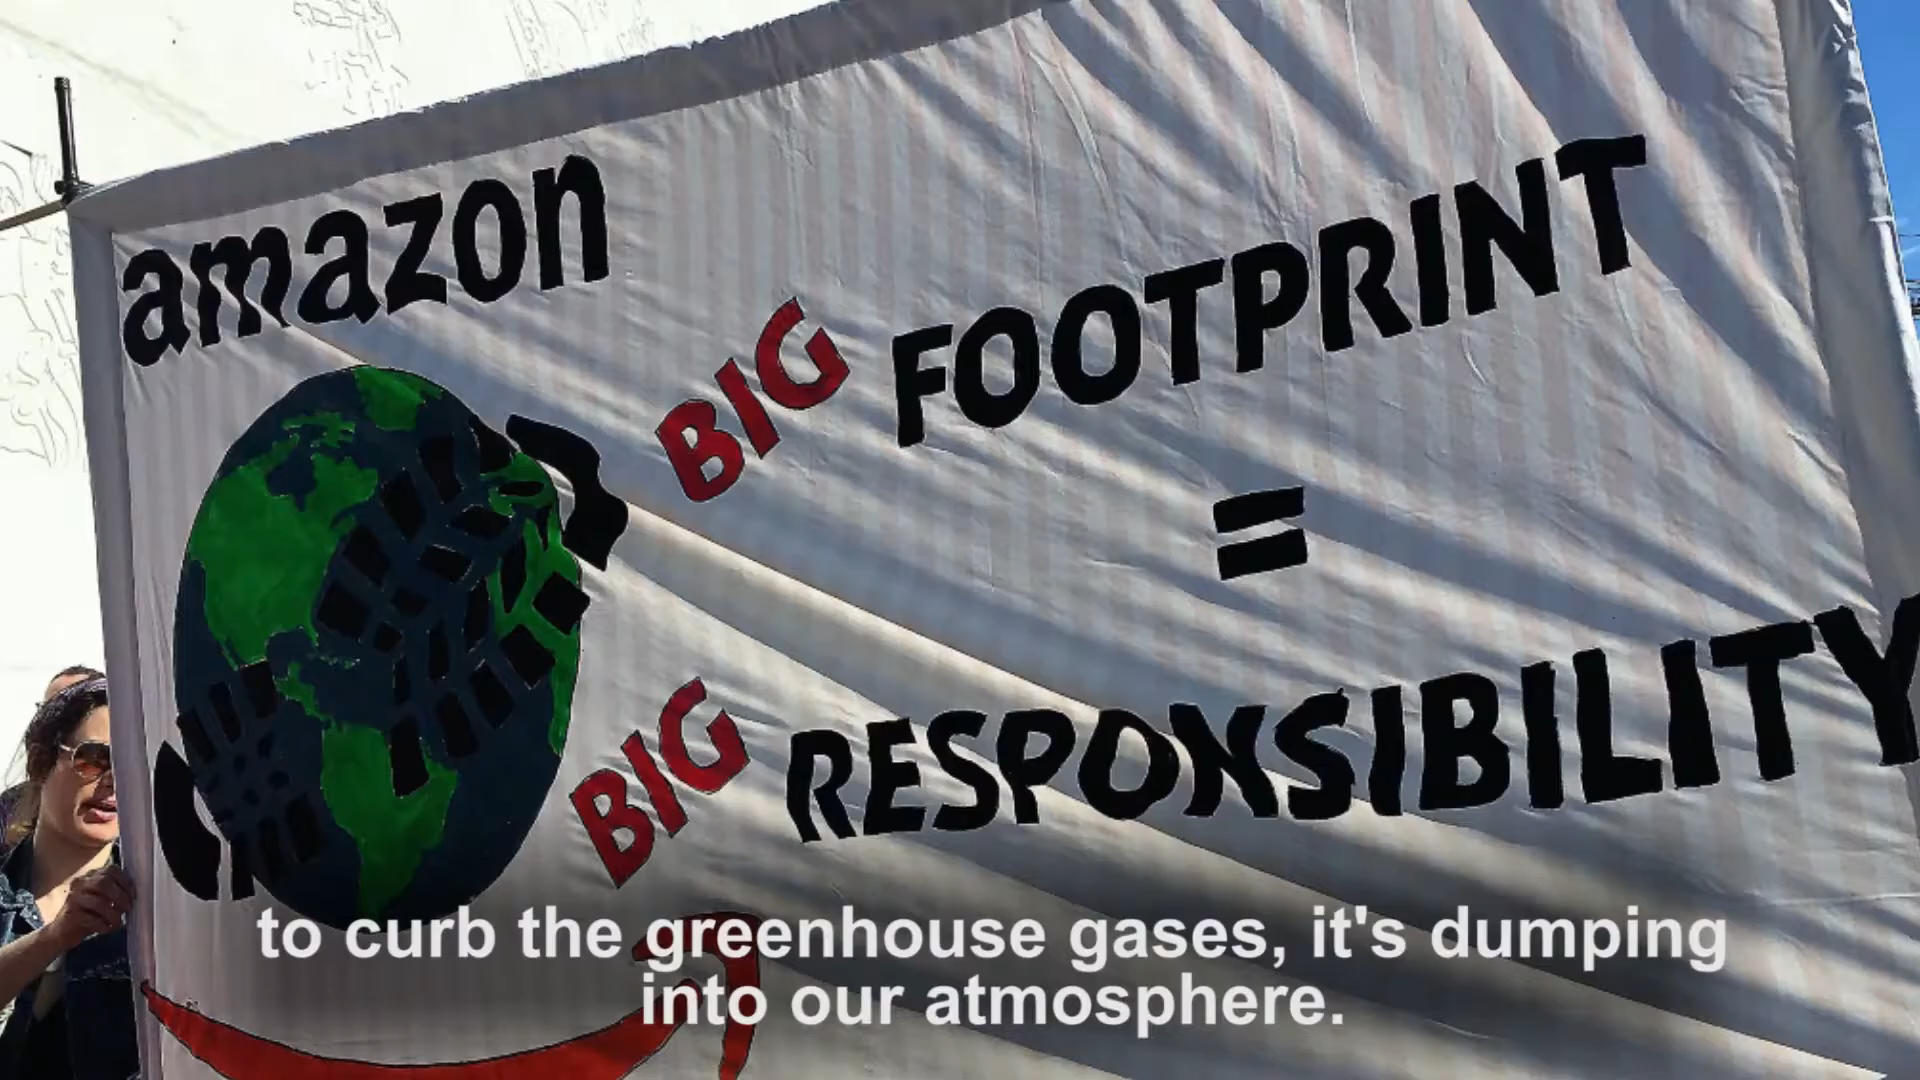 amazon
BIG FOOTPRINT
=
BIG RESPONSIBILITY
to curb the greenhouse gases, it's dumping
into our atmosphere.